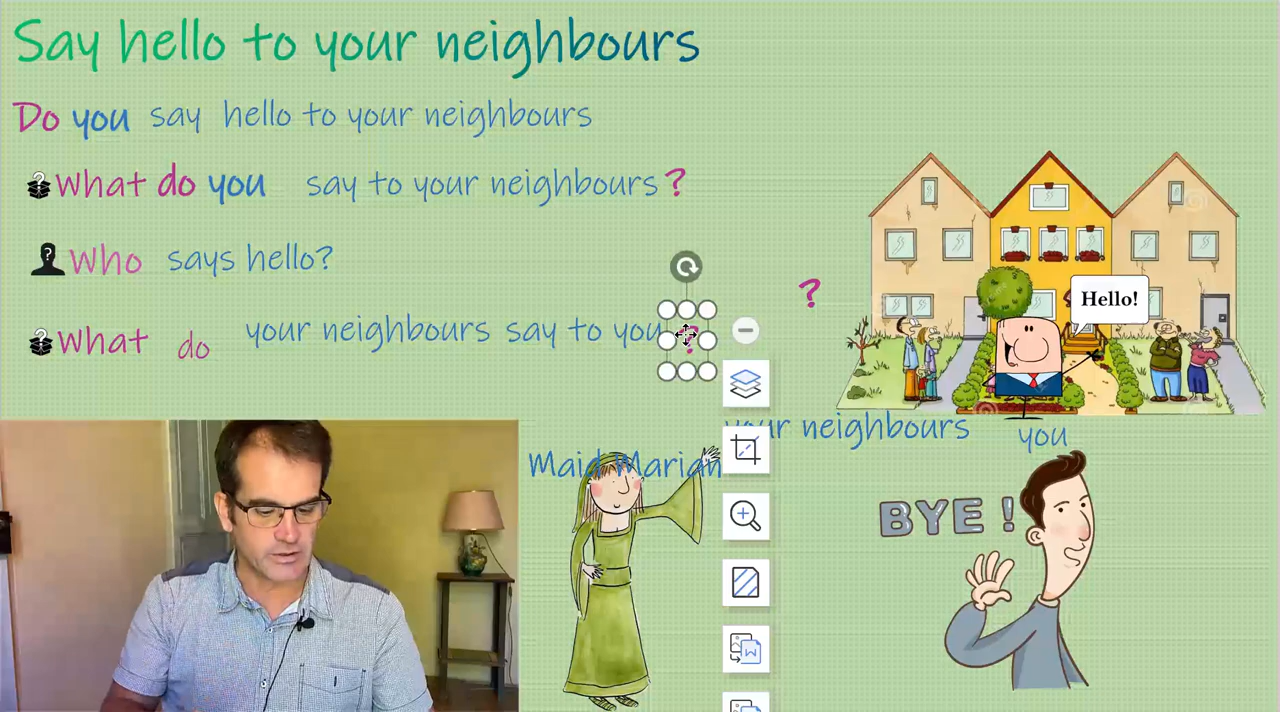 Say hello to your neighbours
Do you say hello to your neighbours
What do you say to your neighbours ?
Who says hello?
?
Hello!
What do your neighbours say to you ?
your neighbours you
Maid Marian
BYE !